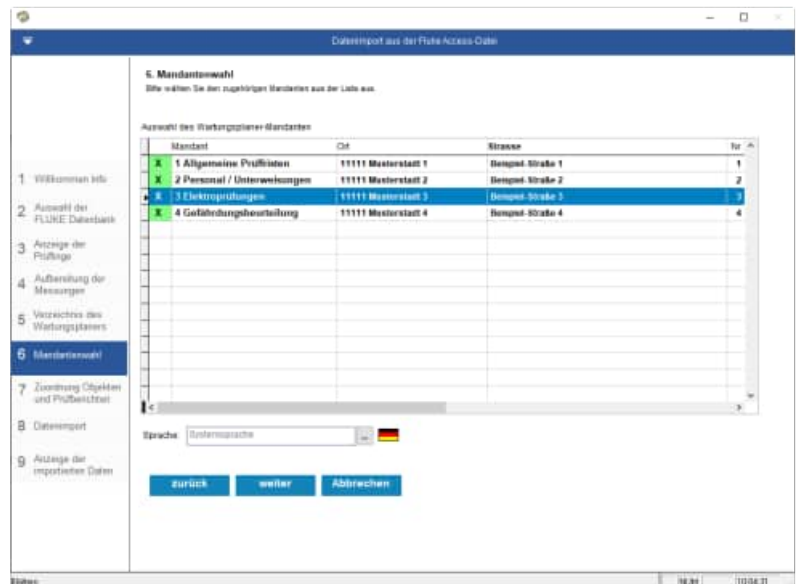 Datenimport aus der Fluke Access-Datei
6. Mandantenwahl
Bitte wählen Sie den zugehörigen Mandanten aus der Liste aus.
Auswahl des Wartungsplaner-Mandanten
Mandant Ort Strasse Nr
X 1 Allgemeine Prüffristen 11111 Musterstadt 1 Beispiel-Straße 1 1
X 2 Personal / Unterweisungen 11111 Musterstadt 2 Beispiel-Straße 2 2
X 3 Elektroprüfungen 11111 Musterstadt 3 Beispiel-Straße 3 3
X 4 Gefährdungsbeurteilung 11111 Musterstadt 4 Beispiel-Straße 4 4
1 Willkommen Info
2 Auswahl der
FLUKE Datenbank
3 Anzeige der
Prüflinge
4 Aufbereitung der
Messungen
5 Verzeichnis des
Wartungsplaners
6 Mandantenwahl
7 Zuordnung Objekten
und Prüfberichten
8 Datenimport
9 Anzeige der
importierten Daten
Sprache: Systemsprache ...
zurück weiter Abbrechen